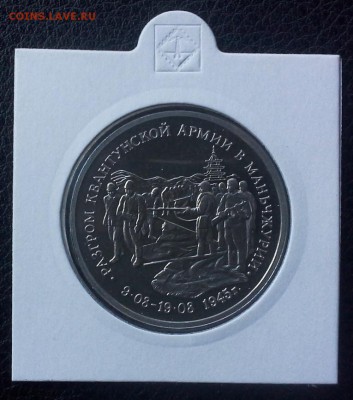 COINS.LAVE.RU
·РАЗГРОМ КВАНТУНСКОЙ АРМИИ В МАНЬЧЖУРИИ·
9·08-19·08 1945г.